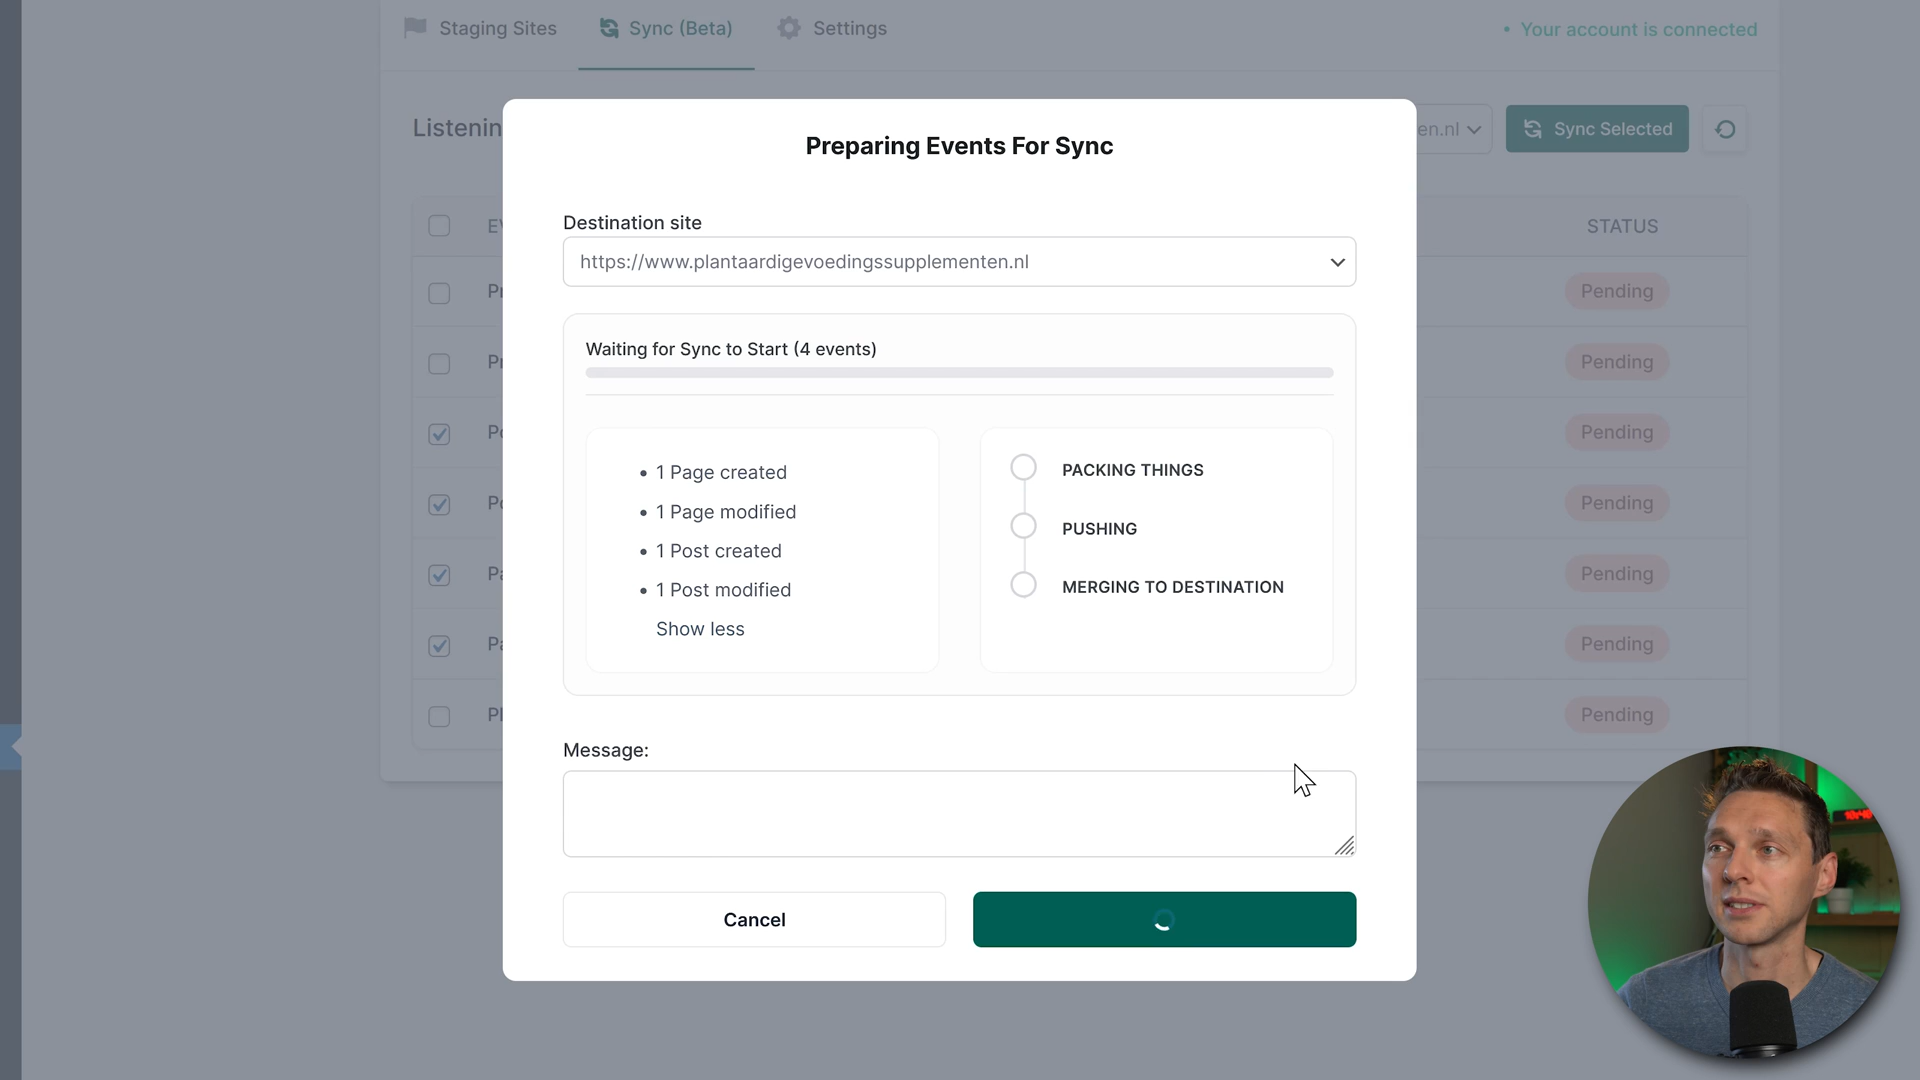 Staging Sites
Sync (Beta)
Settings
• Your account is connected
Listenin
en.nl
Sync Selected
Preparing Events For Sync
Destination site
https://www.plantaardigevoedingssupplementen.nl
Waiting for Sync to Start (4 events)
• 1 Page created
• 1 Page modified
• 1 Post created
• 1 Post modified
Show less
PACKING THINGS
PUSHING
MERGING TO DESTINATION
STATUS
Pending
Pending
Pending
Pending
Pending
Pending
Pending
Message:
Cancel